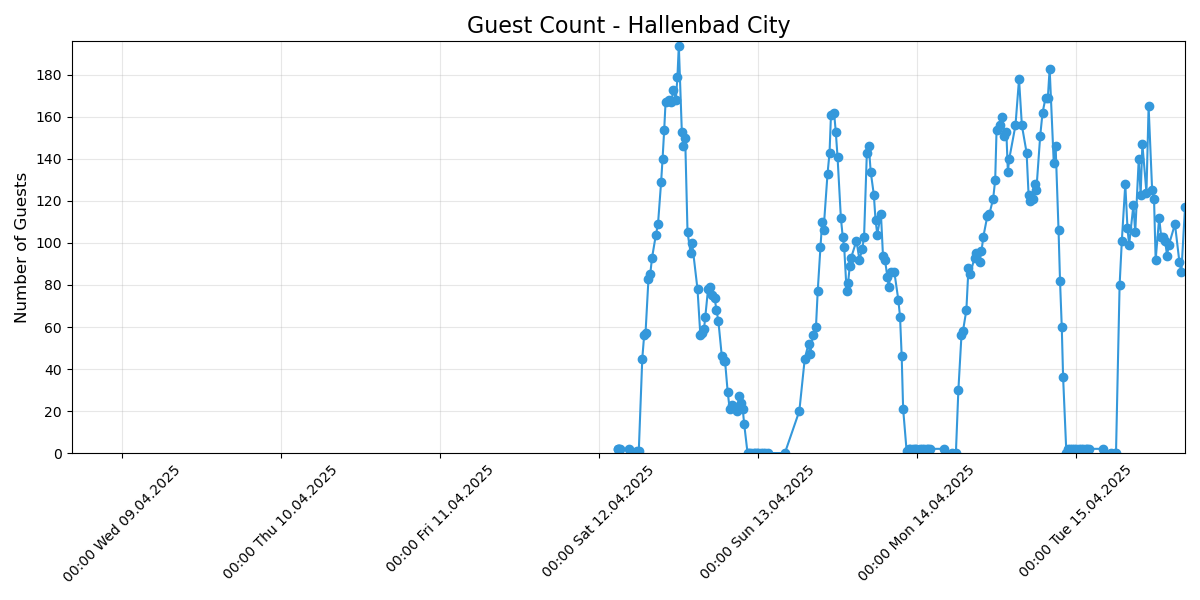 Guest Count - Hallenbad City
Number of Guests
180
160
140
120
100
80
60
40
20
0
00:00 Wed 09.04.2025
00:00 Thu 10.04.2025
00:00 Fri 11.04.2025
00:00 Sat 12.04.2025
00:00 Sun 13.04.2025
00:00 Mon 14.04.2025
00:00 Tue 15.04.2025